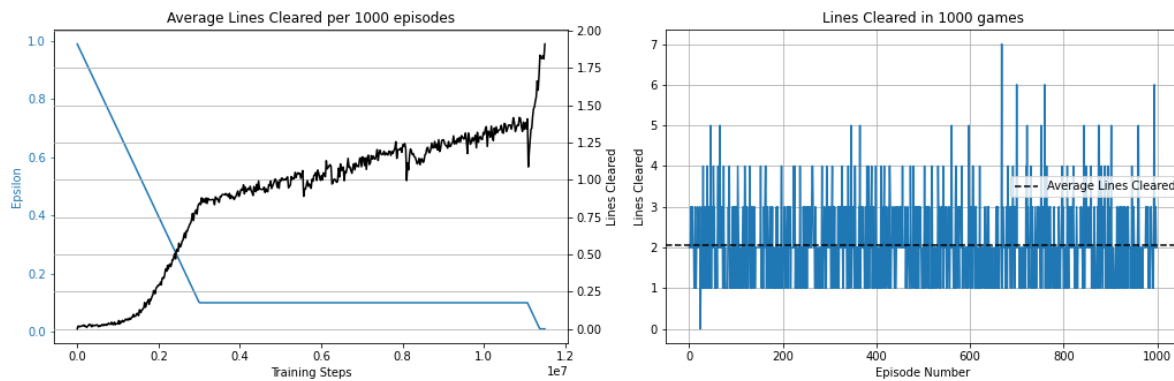 Average Lines Cleared per 1000 episodes
Epsilon
1.0
0.8
0.6
0.4
0.2
0.0
2.00
1.75
1.50
1.25
1.00
0.75
0.50
0.25
0.00
Lines Cleared
0.0 0.2 0.4 0.6 0.8 1.0 1.2
1e7
Training Steps
Lines Cleared in 1000 games
Lines Cleared
7
6
5
4
3
2
1
0
Average Lines Cleared
0 200 400 600 800 1000
Episode Number